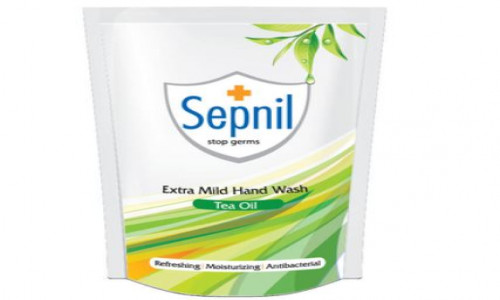 Sepnil
stop germs
Extra Mild Hand Wash
Tea Oil
Refreshing | Moisturizing | Antibacterial